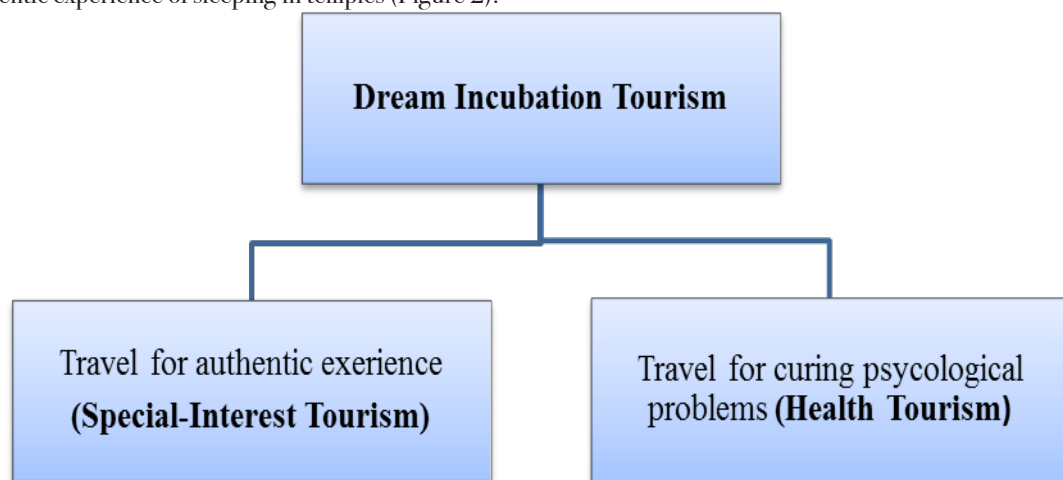 entic experience of sleeping in temples (Figure 2).
Dream Incubation Tourism
Travel for authentic exerience
(Special-Interest Tourism)
Travel for curing psycological
problems (Health Tourism)